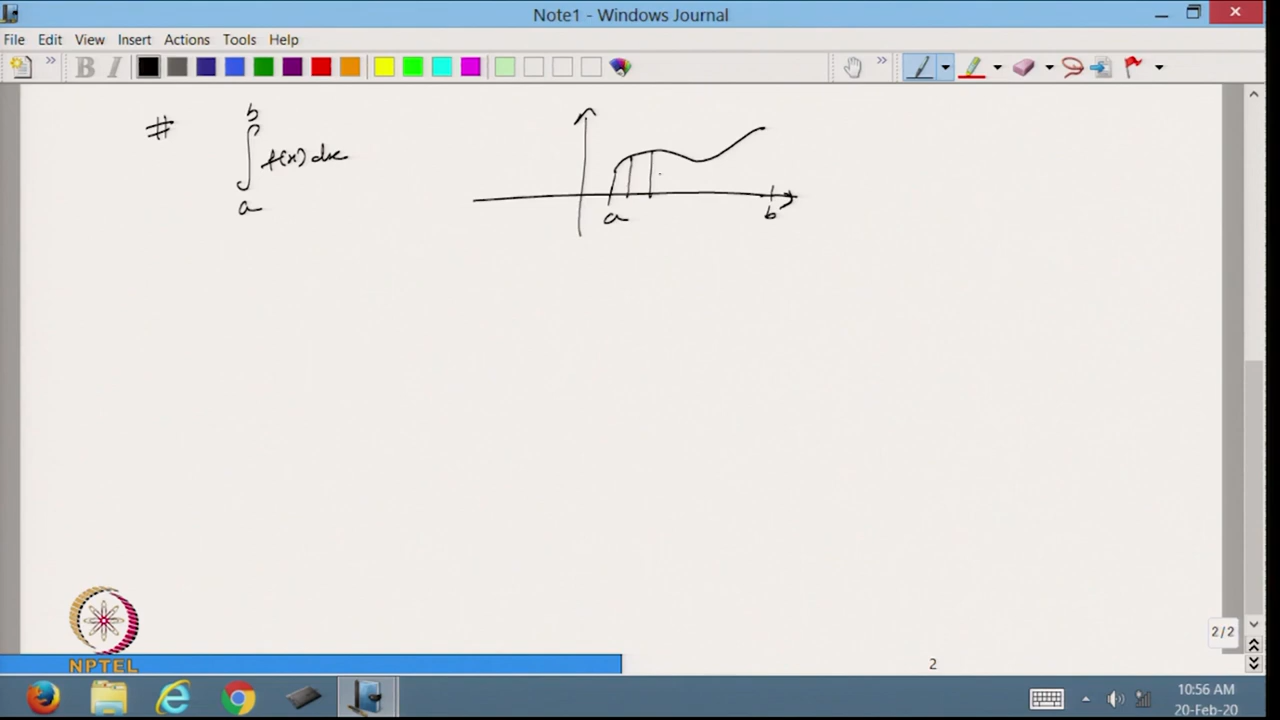 Note1 - Windows Journal
File Edit View Insert Actions Tools Help
B I
# ∫ₐᵇ f(x) dx
a b
2/2
2
NPTEL
10:56 AM
20-Feb-20